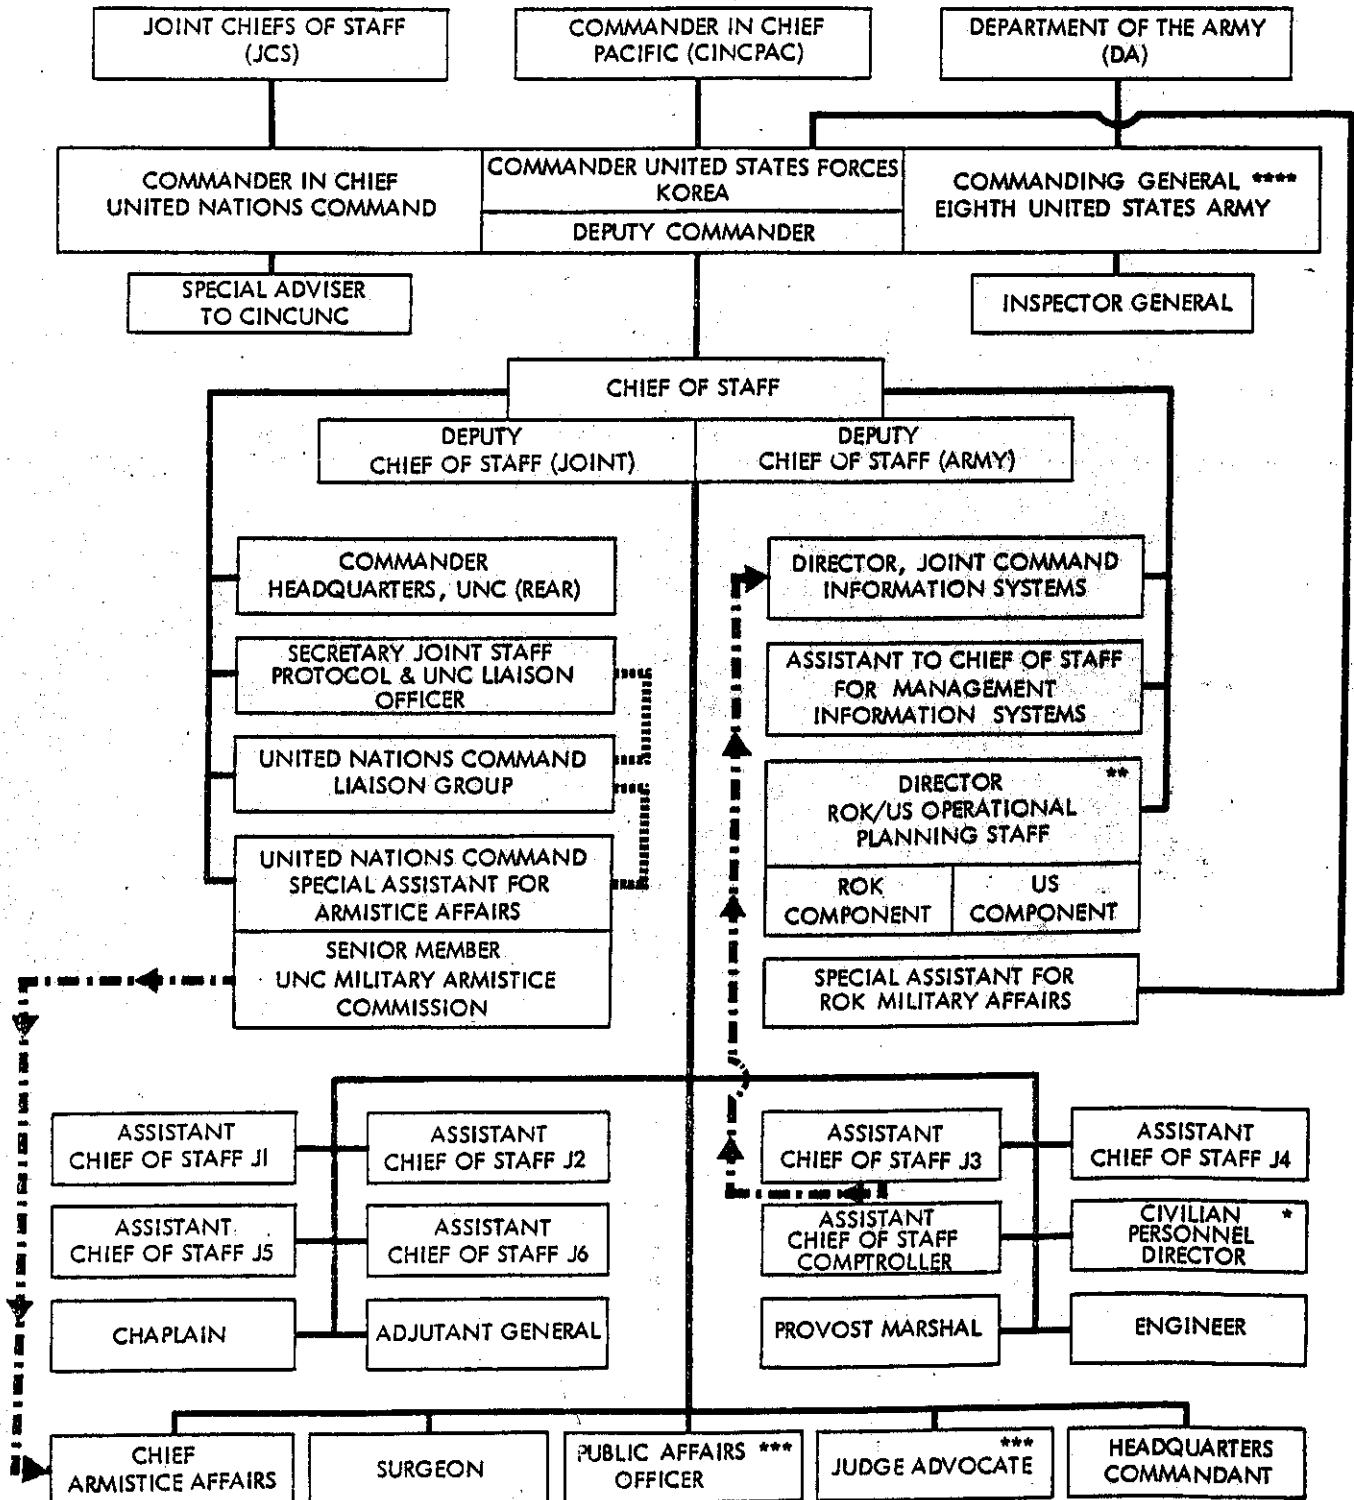 JOINT CHIEFS OF STAFF
(JCS)
COMMANDER IN CHIEF
PACIFIC (CINCPAC)
DEPARTMENT OF THE ARMY
(DA)
COMMANDER IN CHIEF
UNITED NATIONS COMMAND
COMMANDER UNITED STATES FORCES
KOREA
DEPUTY COMMANDER
COMMANDING GENERAL ****
EIGHTH UNITED STATES ARMY
SPECIAL ADVISER
TO CINCUNC
INSPECTOR GENERAL
CHIEF OF STAFF
DEPUTY
CHIEF OF STAFF (JOINT)
DEPUTY
CHIEF OF STAFF (ARMY)
COMMANDER
HEADQUARTERS, UNC (REAR)
SECRETARY JOINT STAFF
PROTOCOL & UNC LIAISON
OFFICER
UNITED NATIONS COMMAND
LIAISON GROUP
UNITED NATIONS COMMAND
SPECIAL ASSISTANT FOR
ARMISTICE AFFAIRS
SENIOR MEMBER
UNC MILITARY ARMISTICE
COMMISSION
DIRECTOR, JOINT COMMAND
INFORMATION SYSTEMS
ASSISTANT TO CHIEF OF STAFF
FOR MANAGEMENT
INFORMATION SYSTEMS
DIRECTOR **
ROK/US OPERATIONAL
PLANNING STAFF
ROK
COMPONENT
US
COMPONENT
SPECIAL ASSISTANT FOR
ROK MILITARY AFFAIRS
ASSISTANT
CHIEF OF STAFF J1
ASSISTANT
CHIEF OF STAFF J2
ASSISTANT
CHIEF OF STAFF J3
ASSISTANT
CHIEF OF STAFF J4
ASSISTANT
CHIEF OF STAFF J5
ASSISTANT
CHIEF OF STAFF J6
ASSISTANT
CHIEF OF STAFF
COMPTROLLER
CIVILIAN *
PERSONNEL
DIRECTOR
CHAPLAIN
ADJUTANT GENERAL
PROVOST MARSHAL
ENGINEER
CHIEF
ARMISTICE AFFAIRS
SURGEON
PUBLIC AFFAIRS ***
OFFICER
***
JUDGE ADVOCATE
HEADQUARTERS
COMMANDANT